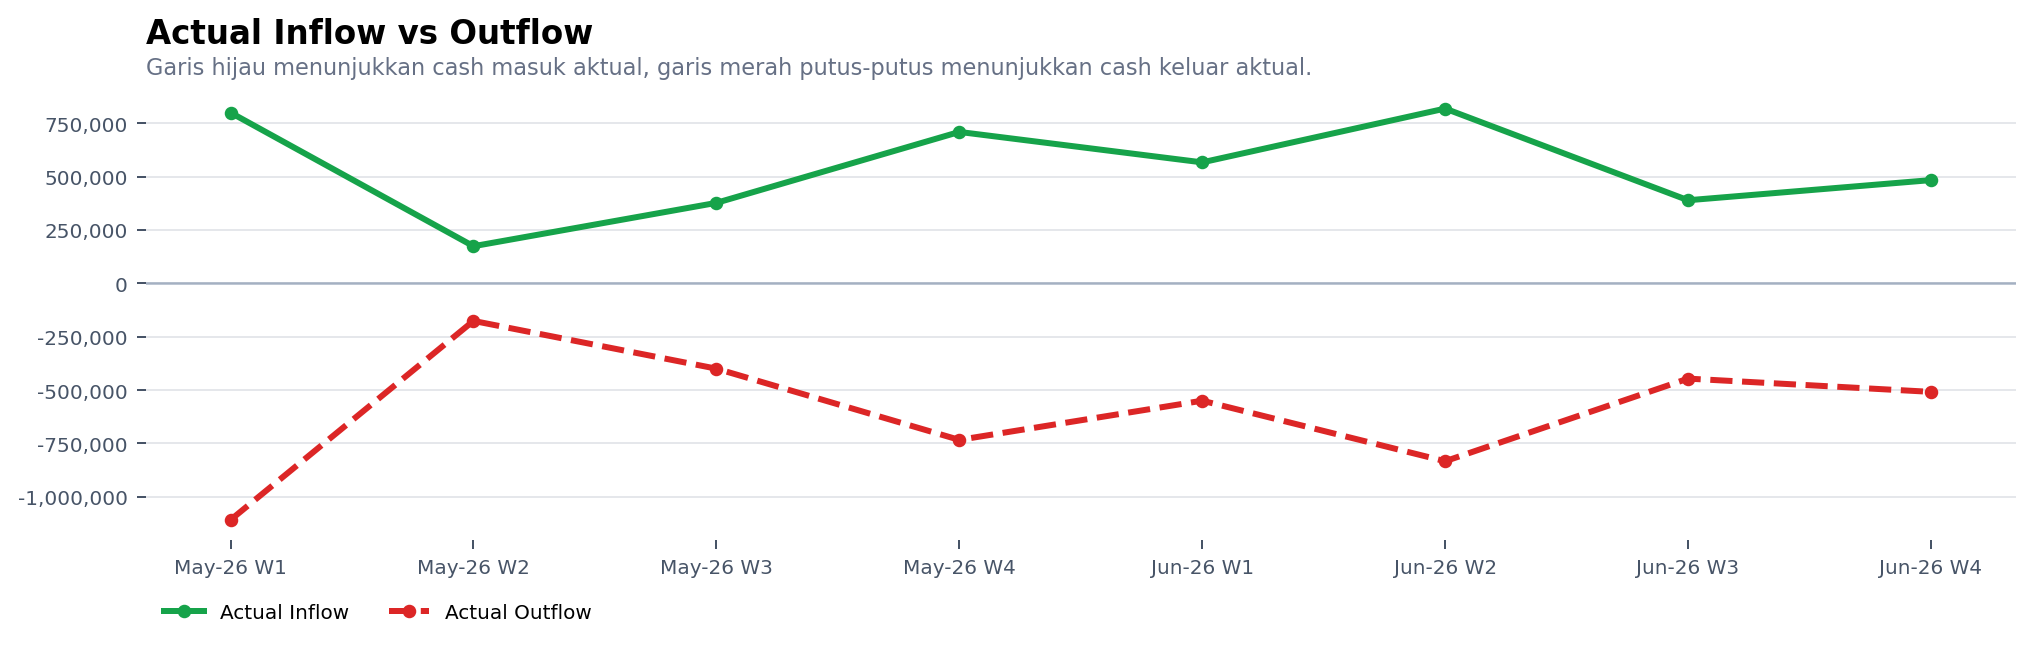 Actual Inflow vs Outflow
Garis hijau menunjukkan cash masuk aktual, garis merah putus-putus menunjukkan cash keluar aktual.
750,000
500,000
250,000
0
-250,000
-500,000
-750,000
-1,000,000
May-26 W1 May-26 W2 May-26 W3 May-26 W4 Jun-26 W1 Jun-26 W2 Jun-26 W3 Jun-26 W4
Actual Inflow Actual Outflow